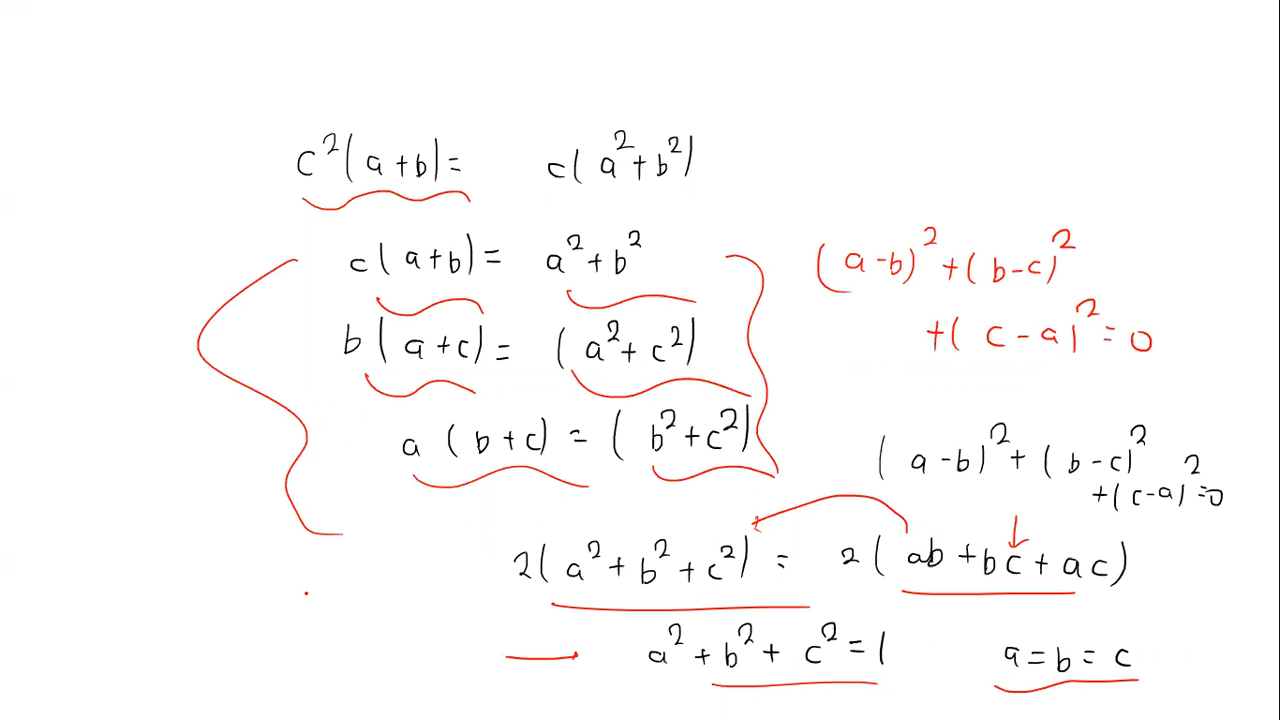 c²(a+b)= c(a²+b²)
c(a+b)= a²+b²
b(a+c)= (a²+c²)
a(b+c)=(b²+c²)
(a-b)²+(b-c)²
+(c-a)²=0
(a-b)²+(b-c)²
+(c-a)²=0
2(a²+b²+c²)= 2(ab+bc+ac)
a²+b²+c²=1 a=b=c